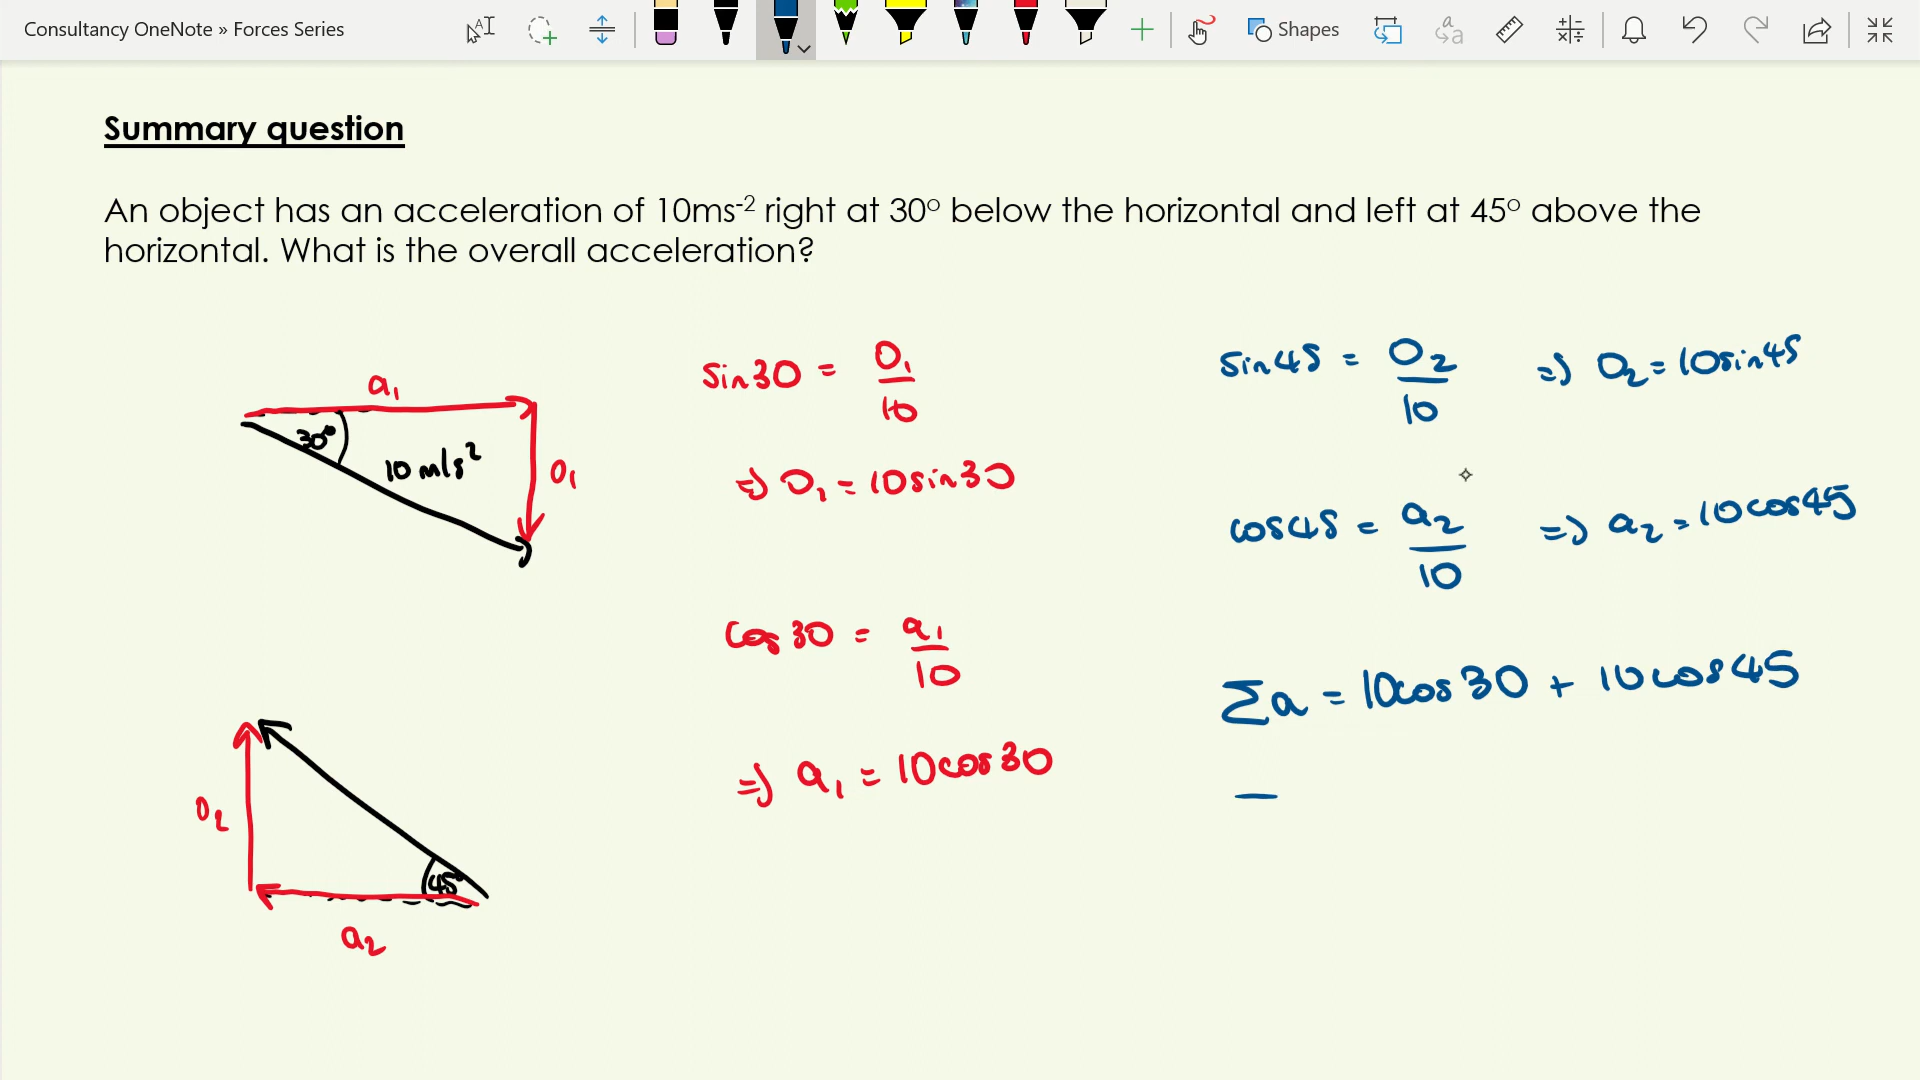 Consultancy OneNote » Forces Series
Shapes
Summary question
An object has an acceleration of 10ms⁻² right at 30° below the horizontal and left at 45° above the
horizontal. What is the overall acceleration?
a₁
30°
10 m/s²
O₁
O₂
45°
a₂
sin30 = O₁/10
=> O₁ = 10sin30
cos30 = a₁/10
=> a₁ = 10cos30
sin45 = O₂/10 => O₂ = 10sin45
cos45 = a₂/10 => a₂ = 10cos45
Σa = 10cos30 + 10cos45